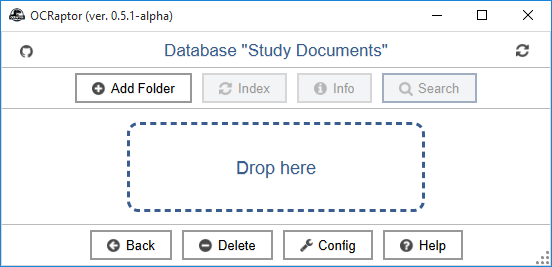 OCRaptor (ver. 0.5.1-alpha)
Database "Study Documents"
Add Folder Index Info Search
Drop here
Back Delete Config Help